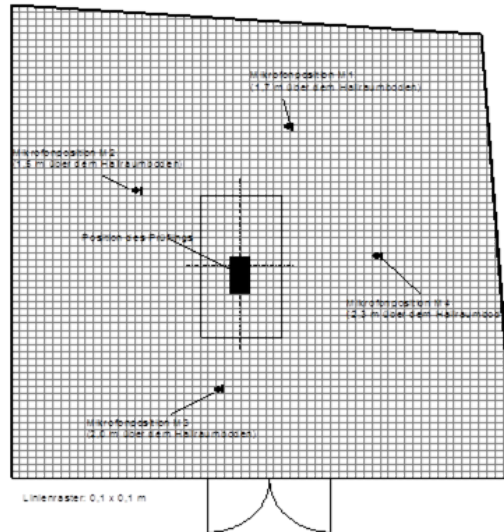 Mikrofonposition M1
(1,7 m über dem Hallraumboden)
Mikrofonposition M2
(1,5 m über dem Hallraumboden)
Position des Prüflings
Mikrofonposition M4
(2,3 m über dem Hallraumbod
Mikrofonposition M3
(2,0 m über dem Hallraumboden)
Linienraster: 0,1 x 0,1 m